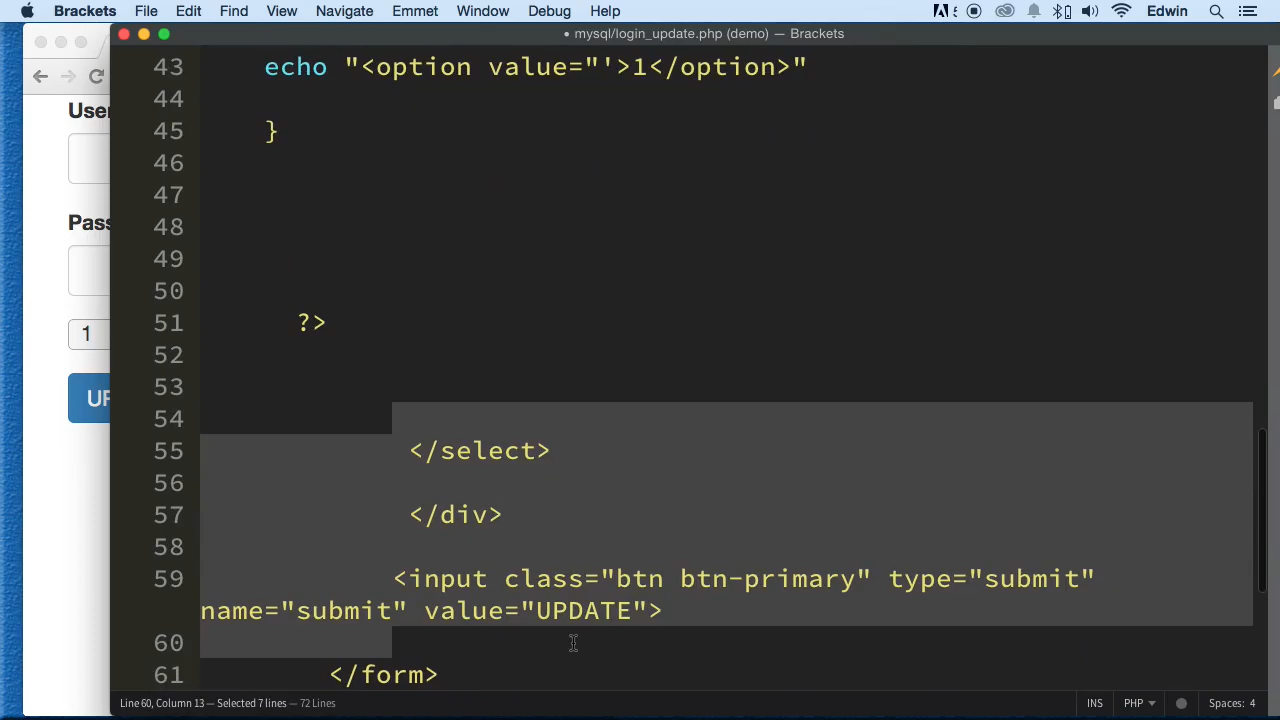 Brackets File Edit Find View Navigate Emmet Window Debug Help Edwin
mysql/login_update.php (demo) — Brackets
43 echo "<option value="'>1</option>"
44
45 }
46
47
48
49
50
51 ?>
52
53
54
55 </select>
56
57 </div>
58
59 <input class="btn btn-primary" type="submit"
name="submit" value="UPDATE">
60
61 </form>
Line 60, Column 13 — Selected 7 lines — 72 Lines
INS PHP Spaces: 4
User
Pass
1
UP